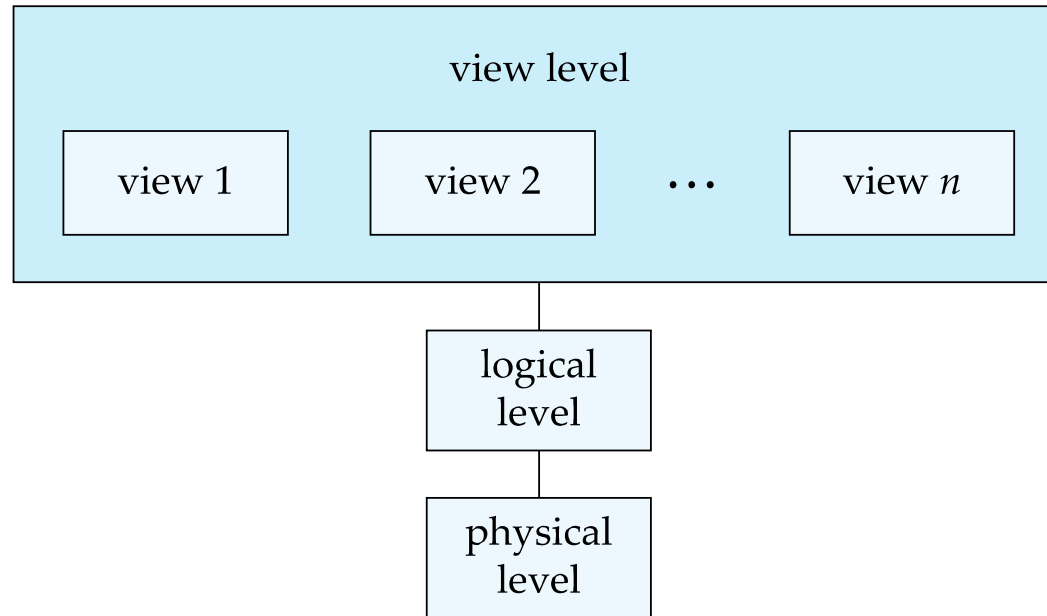 view level
view 1
view 2
...
view n
logical
level
physical
level